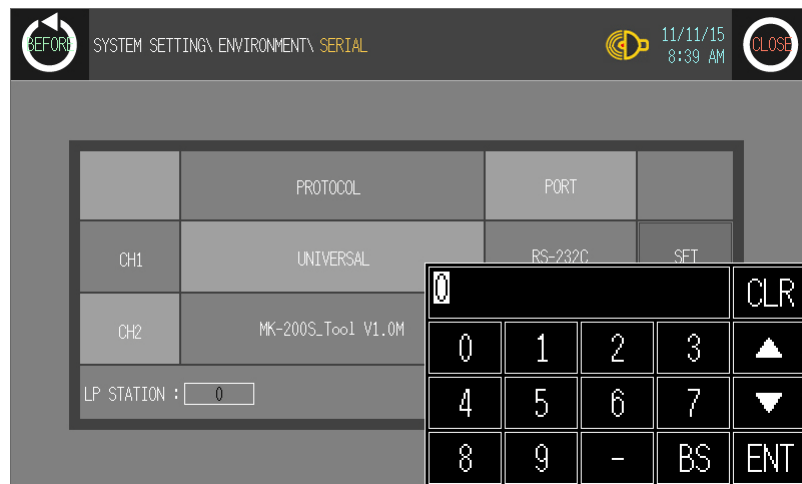 BEFORE SYSTEM SETTING\ ENVIRONMENT\ SERIAL 11/11/15 CLOSE
8:39 AM
PROTOCOL PORT
CH1 UNIVERSAL RS-232C SET
CH2 MK-200S_Tool V1.0M
LP STATION : 0
0 CLR
0 1 2 3 ▲
4 5 6 7 ▼
8 9 - BS ENT